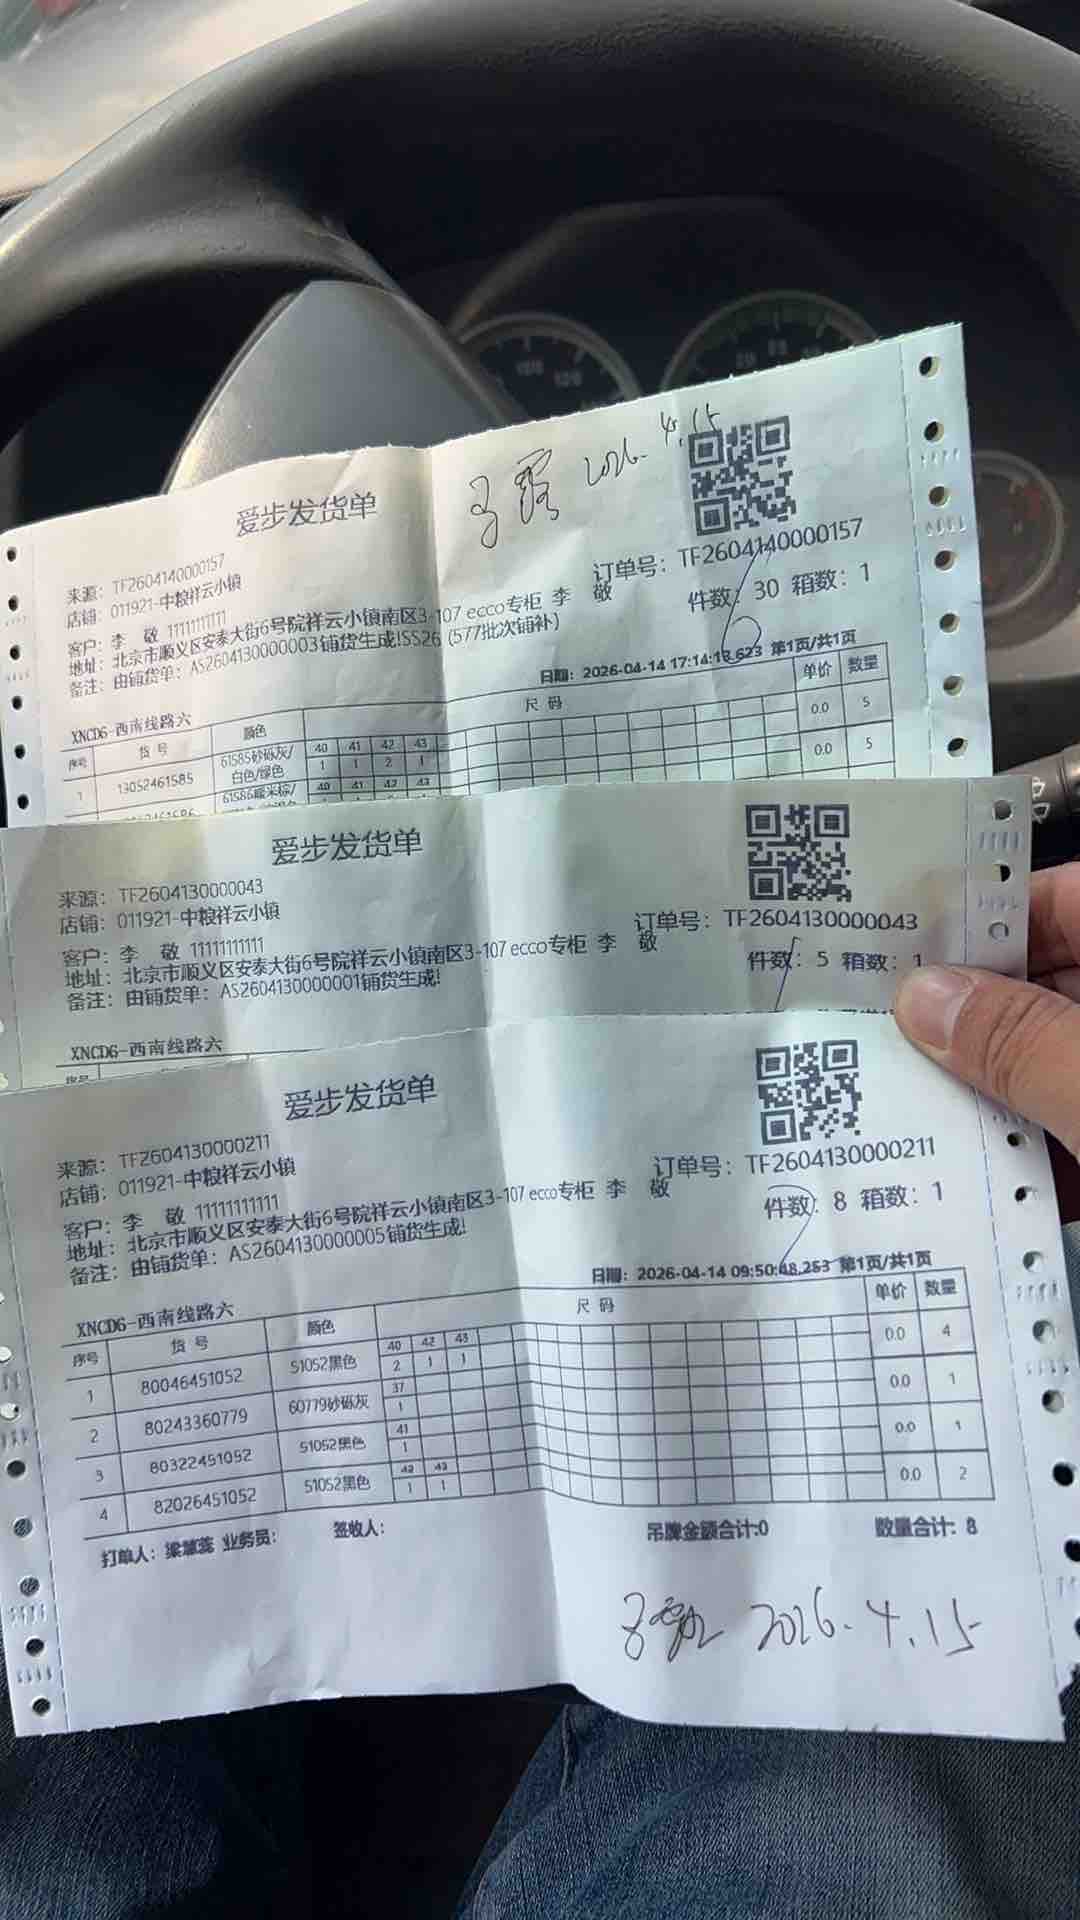 2026. 4.15
爱步发货单
来源：TF2604140000157
订单号：TF2604140000157
店铺：011921-中粮祥云小镇
件数：30 箱数：1
客户：李 敬 11111111111
地址：北京市顺义区安泰大街6号院祥云小镇南区3-107 ecco专柜 李 敬
备注：由铺货单：AS2604130000003铺货生成!SS26 (577批次铺补)
日期：2026-04-14 17:14:18.623 第1页/共1页
XNCD6-西南线路六
序号 货 号 颜色 尺 码 单价 数量
1 13052461585 61585砂砾灰/白色/绿色 40 41 42 43 0.0 5
1 1 2 1
40 41 42 43 0.0 5
爱步发货单
来源：TF2604130000043
店铺：011921-中粮祥云小镇
订单号：TF2604130000043
客户：李 敬 11111111111
件数：5 箱数：1
地址：北京市顺义区安泰大街6号院祥云小镇南区3-107 ecco专柜 李 敬
备注：由铺货单：AS2604130000001铺货生成!
XNCD6-西南线路六
爱步发货单
来源：TF2604130000211
店铺：011921-中粮祥云小镇
订单号：TF2604130000211
客户：李 敬 11111111111
件数：8 箱数：1
地址：北京市顺义区安泰大街6号院祥云小镇南区3-107 ecco专柜 李 敬
备注：由铺货单：AS2604130000005铺货生成!
日期：2026-04-14 09:50:48.253 第1页/共1页
XNCD6-西南线路六
序号 货 号 颜色 尺 码 单价 数量
1 80046451052 51052黑色 40 42 43 0.0 4
2 1 1
2 80243360779 60779砂砾灰 37 0.0 1
1
3 80322451052 51052黑色 41 0.0 1
1
4 82026451052 51052黑色 42 43 0.0 2
1 1
打单人：梁慧蕊 业务员： 签收人： 吊牌金额合计:0 数量合计：8
2026. 4.15